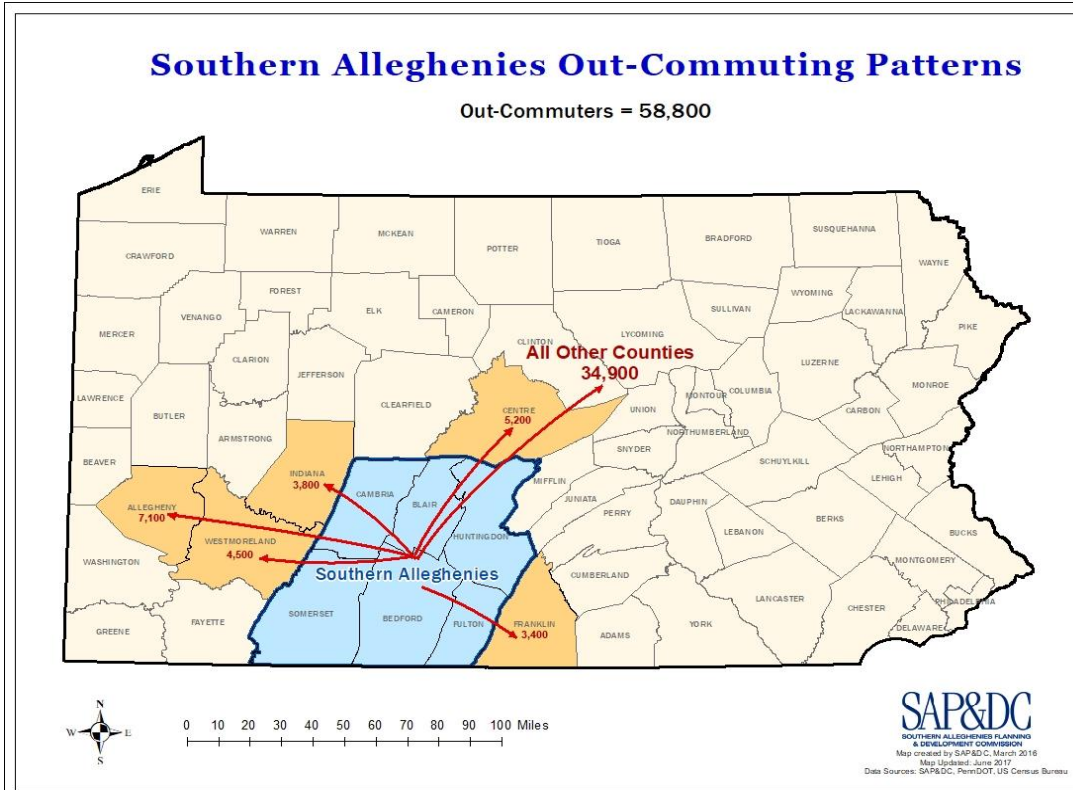 Southern Alleghenies Out-Commuting Patterns
Out-Commuters = 58,800
ERIE
CRAWFORD
WARREN
MCKEAN
POTTER
TIOGA
BRADFORD
SUSQUEHANNA
WAYNE
FOREST
VENANGO
ELK
CAMERON
WYOMING
LACKAWANNA
SULLIVAN
PIKE
MERCER
CLINTON
LYCOMING
CLARION
JEFFERSON
LUZERNE
All Other Counties
34,900
MONROE
LAWRENCE
BUTLER
CLEARFIELD
CENTRE
5,200
UNION
MONTOUR
COLUMBIA
CARBON
ARMSTRONG
NORTHUMBERLAND
SNYDER
NORTHAMPTON
BEAVER
INDIANA
3,800
CAMBRIA
BLAIR
MIFFLIN
SCHUYLKILL
LEHIGH
ALLEGHENY
7,100
JUNIATA
PERRY
DAUPHIN
BERKS
BUCKS
WESTMORELAND
4,500
HUNTINGDON
LEBANON
WASHINGTON
MONTGOMERY
Southern Alleghenies
CUMBERLAND
LANCASTER
CHESTER
PHILADELPHIA
SOMERSET
BEDFORD
FULTON
FRANKLIN
3,400
ADAMS
YORK
DELAWARE
GREENE
FAYETTE
N
W
E
S
0 10 20 30 40 50 60 70 80 90 100 Miles
SAP&DC
SOUTHERN ALLEGHENIES PLANNING
& DEVELOPMENT COMMISSION
Map created by SAP&DC, March 2016
Map Updated: June 2017
Data Sources: SAP&DC, PennDOT, US Census Bureau